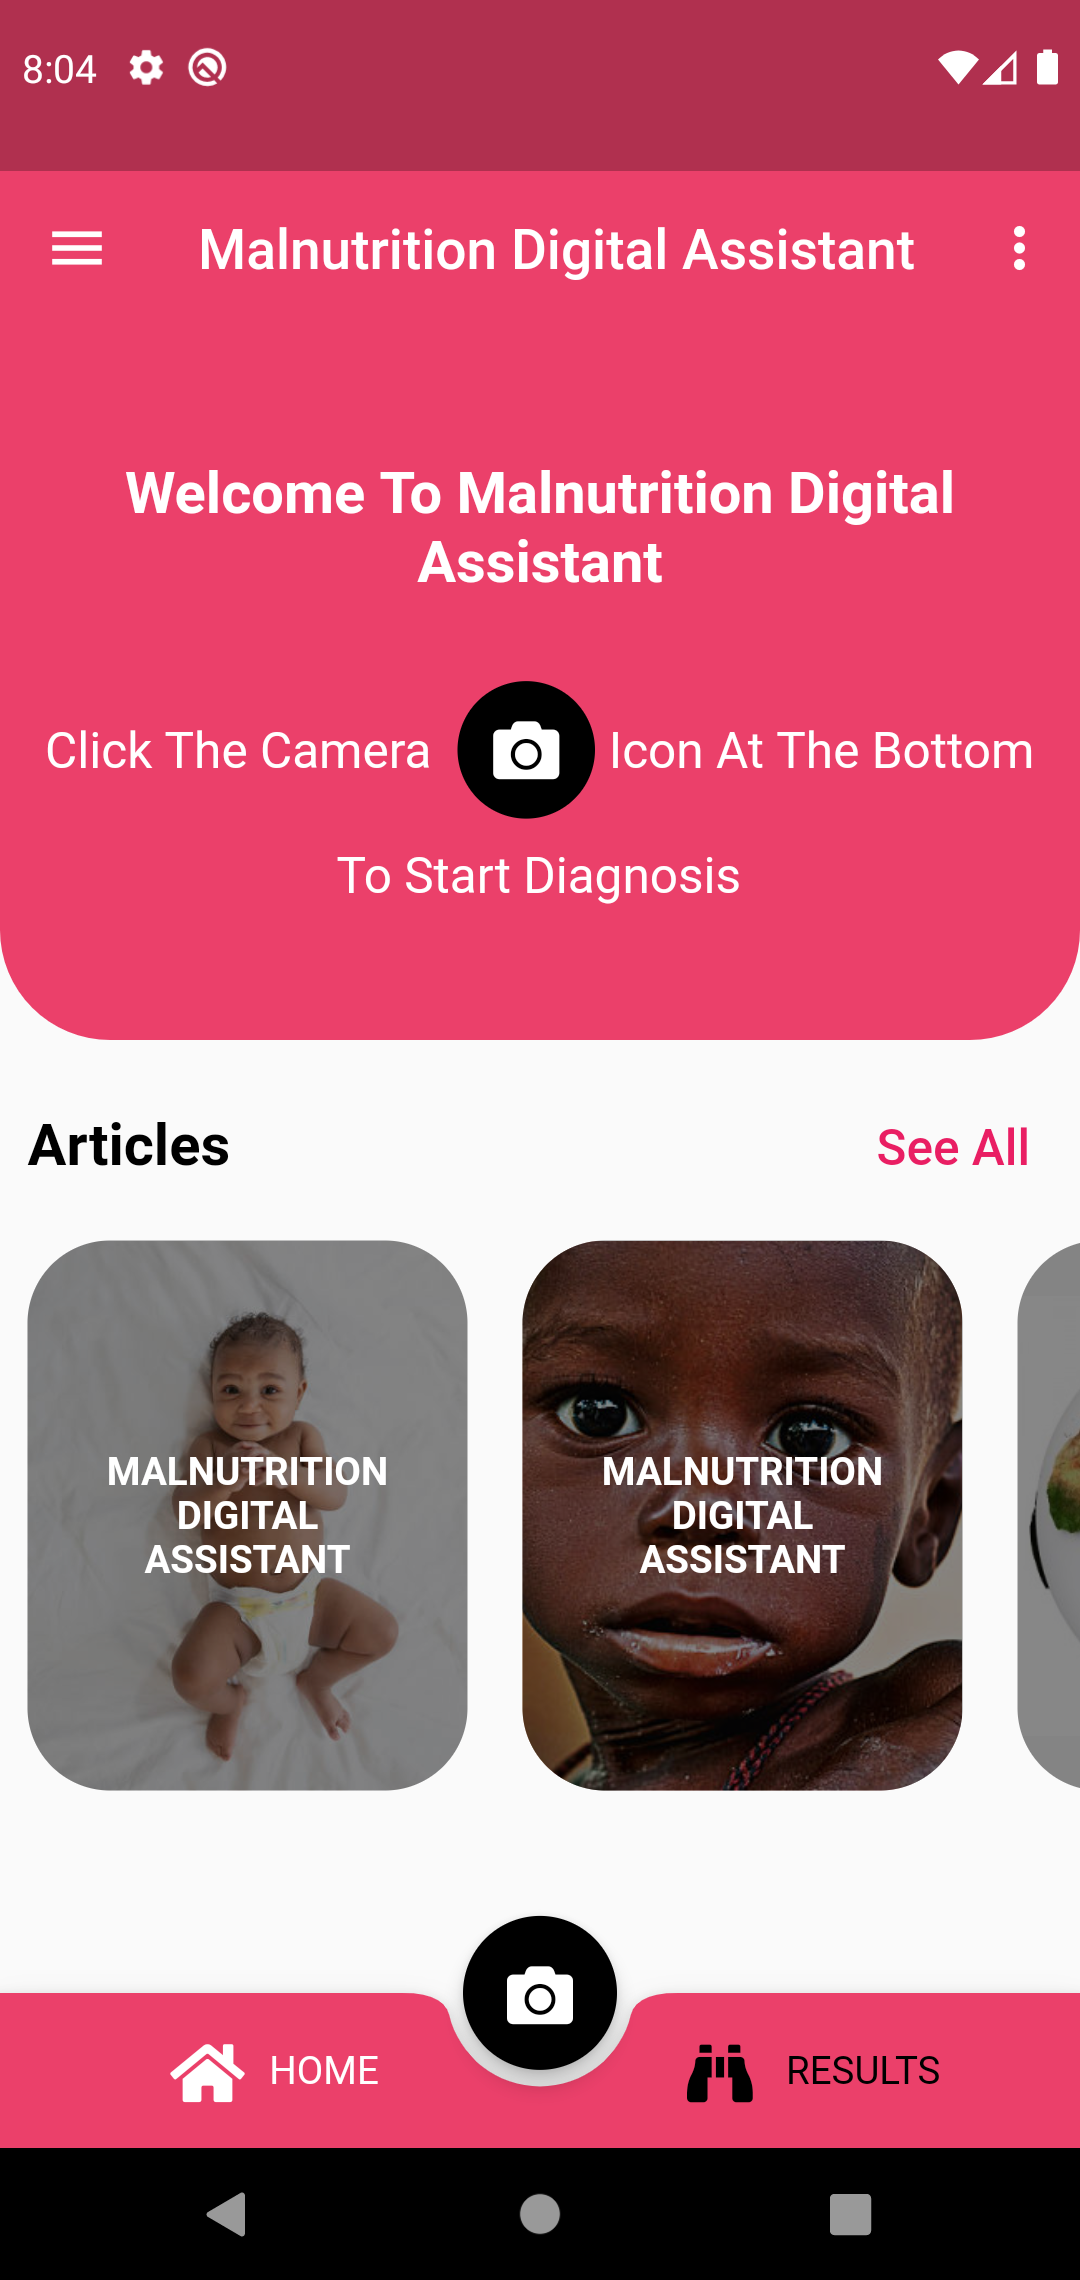 8:04
Malnutrition Digital Assistant
Welcome To Malnutrition Digital
Assistant
Click The Camera Icon At The Bottom
To Start Diagnosis
Articles See All
MALNUTRITION
DIGITAL
ASSISTANT
MALNUTRITION
DIGITAL
ASSISTANT
HOME RESULTS